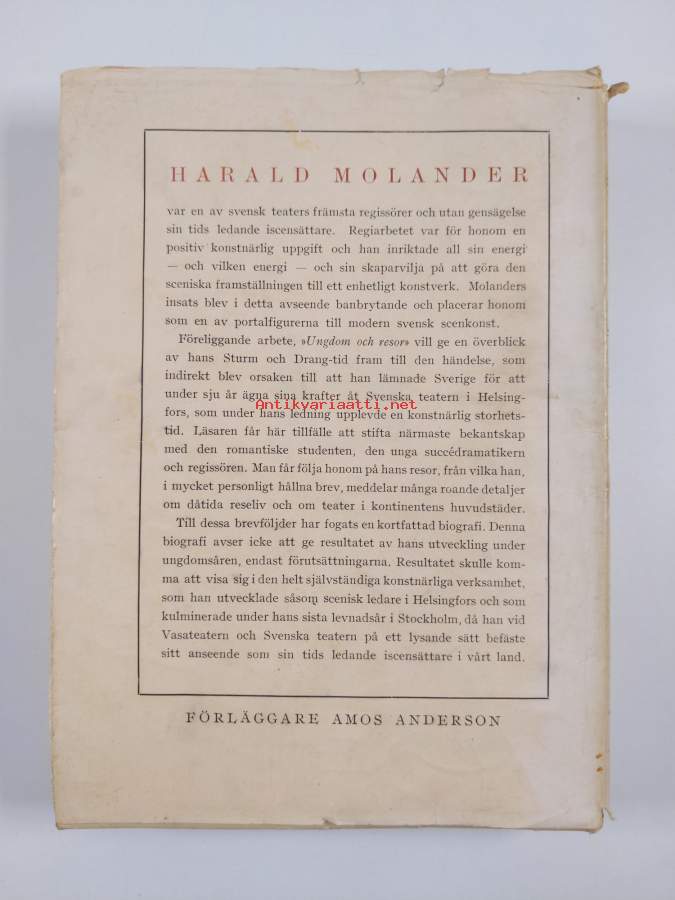 HARALD MOLANDER
var en av svensk teaters främsta regissörer och utan gensägelse
sin tids ledande iscensättare. Regiarbetet var för honom en
positiv konstnärlig uppgift och han inriktade all sin energi
— och vilken energi — och sin skaparvilja på att göra den
sceniska framställningen till ett enhetligt konstverk. Molanders
insats blev i detta avseende banbrytande och placerar honom
som en av portalfigurerna till modern svensk scenkonst.
Föreliggande arbete, »Ungdom och resor» vill ge en överblick
av hans Sturm och Drang-tid fram till den händelse, som
indirekt blev orsaken till att han lämnade Sverige för att
under sju år ägna sina krafter åt Svenska teatern i Helsing-
Antikvariaatti.net
fors, som under hans ledning upplevde en konstnärlig storhets-
tid. Läsaren får här tillfälle att stifta närmaste bekantskap
med den romantiske studenten, den unga succédramatikern
och regissören. Man får följa honom på hans resor, från vilka han,
i mycket personligt hållna brev, meddelar många roande detaljer
om dåtida reseliv och om teater i kontinentens huvudstäder.
Till dessa brevföljder har fogats en kortfattad biografi. Denna
biografi avser icke att ge resultatet av hans utveckling under
ungdomsåren, endast förutsättningarna. Resultatet skulle kom-
ma att visa sig i den helt självständiga konstnärliga verksamhet,
som han utvecklade såsom scenisk ledare i Helsingfors och som
kulminerade under hans sista levnadsår i Stockholm, då han vid
Vasateatern och Svenska teatern på ett lysande sätt befäste
sitt anseende som sin tids ledande iscensättare i vårt land.
FÖRLÄGGARE AMOS ANDERSON